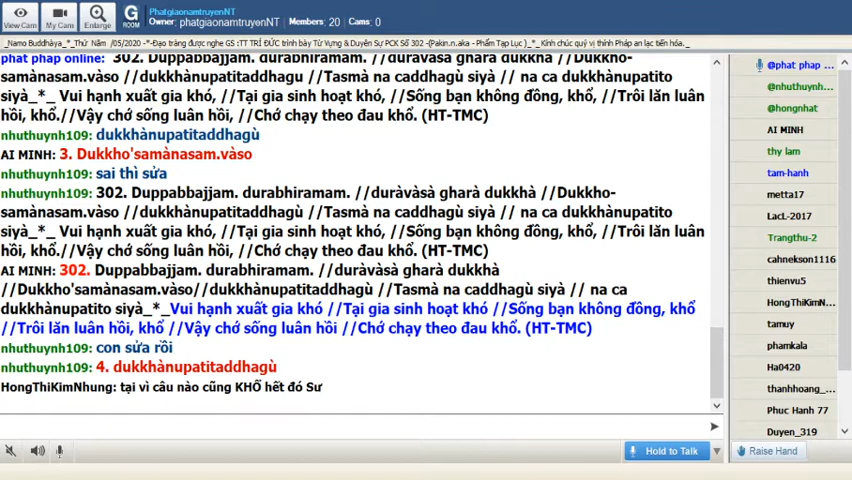 PhatgiaonamtruyenNT
Owner: phatgiaonamtruyenNT Members: 20 Cams: 0
View Cam
My Cam
Enlarge
G ROOM
_Namo Buddhàya_*_Thứ Năm /05/2020 -*-Đạo tràng được nghe GS :TT TRÍ ĐỨC trình bày Từ Vựng &Duyên Sự PCK Số 302 -(Pakin.n.aka - Phẩm Tạp Lục )_*_ Kính chúc quý vị thính Pháp an lạc tiến hóa._
phat phap online: 302. Duppabbajjam. durabhiramam. //duràvàsà gharà dukkhà //Dukkho-
samànasam.vàso //dukkhànupatitaddhagu //Tasmà na caddhagù siyà // na ca dukkhànupatito
siyà_*_ Vui hạnh xuất gia khó, //Tại gia sinh hoạt khó, //Sống bạn không đồng, khổ, //Trôi lăn luân
hồi, khổ.//Vậy chớ sống luân hồi, //Chớ chạy theo đau khổ. (HT-TMC)
nhuthuynh109: dukkhànupatitaddhagù
AI MINH: 3. Dukkho'samànasam.vàso
nhuthuynh109: sai thì sửa
nhuthuynh109: 302. Duppabbajjam. durabhiramam. //duràvàsà gharà dukkhà //Dukkho-
samànasam.vàso //dukkhànupatitaddhagù //Tasmà na caddhagù siyà // na ca dukkhànupatito
siyà_*_ Vui hạnh xuất gia khó, //Tại gia sinh hoạt khó, //Sống bạn không đồng, khổ, //Trôi lăn luân
hồi, khổ.//Vậy chớ sống luân hồi, //Chớ chạy theo đau khổ. (HT-TMC)
AI MINH: 302. Duppabbajjam. durabhiramam. //duràvàsà gharà dukkhà
//Dukkho'samànasam.vàso//dukkhànupatitaddhagù //Tasmà na caddhagù siyà // na ca
dukkhànupatito siyà_*_Vui hạnh xuất gia khó //Tại gia sinh hoạt khó //Sống bạn không đồng, khổ
//Trôi lăn luân hồi, khổ //Vậy chớ sống luân hồi //Chớ chạy theo đau khổ. (HT-TMC)
nhuthuynh109: con sửa rồi
nhuthuynh109: 4. dukkhànupatitaddhagù
HongThiKimNhung: tại vì câu nào cũng KHỔ hết đó Sư
@phat phap ...
@nhuthuynh...
@hongnhat
AI MINH
thy lam
tam-hanh
metta17
LacL-2017
Trangthu-2
cahnekson1116
thienvu5
HongThiKimN...
tamuy
phamkala
Ha0420
thanhhoang_...
Phuc Hanh 77
Duyen_319
Hold to Talk
Raise Hand